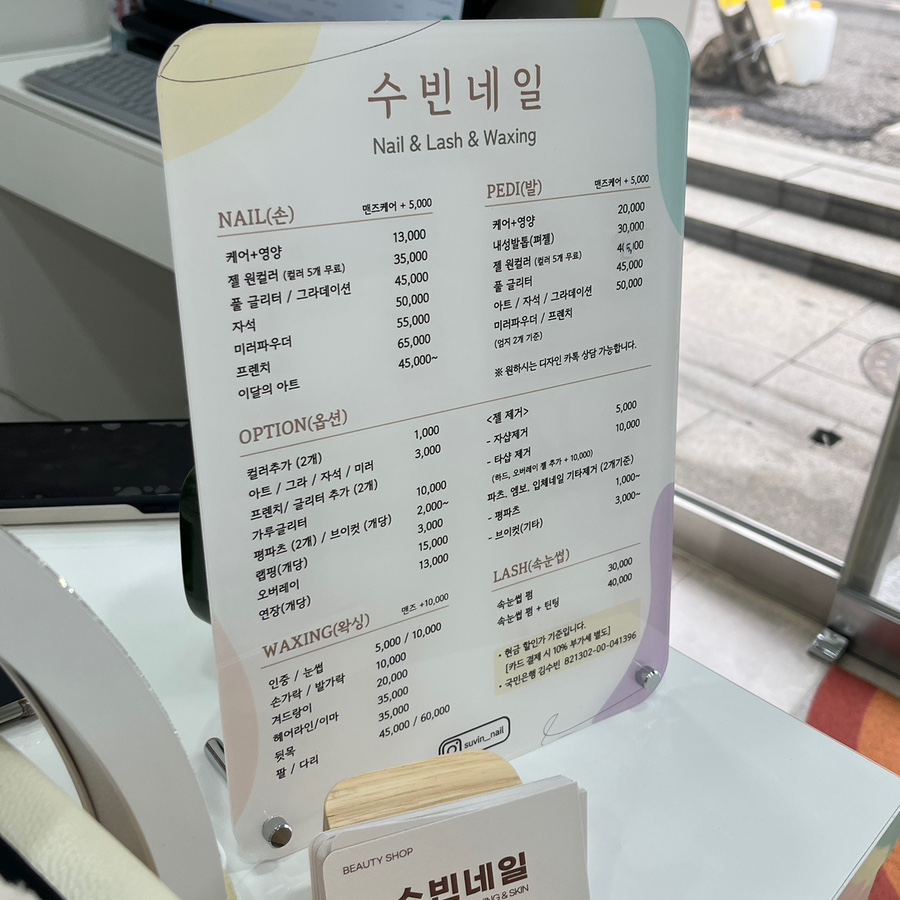 수빈네일
Nail & Lash & Waxing
NAIL(손) 맨즈케어 + 5,000
케어+영양 13,000
젤 원컬러 (컬러 5개 무료) 35,000
풀 글리터 / 그라데이션 45,000
자석 50,000
미러파우더 55,000
프렌치 65,000
이달의 아트 45,000~
PEDI(발) 맨즈케어 + 5,000
케어+영양 20,000
내성발톱(퍼젤) 30,000
젤 원컬러 (컬러 5개 무료)
풀 글리터 45,000
아트 / 자석 / 그라데이션 50,000
미러파우더 / 프렌치
(엄지 2개 기준)
※ 원하시는 디자인 카톡 상담 가능합니다.
OPTION(옵션)
컬러추가 (2개) 1,000
아트 / 그라 / 자석 / 미러 3,000
프렌치/ 글리터 추가 (2개)
가루글리터 10,000
평파츠 (2개) / 브이컷 (개당) 2,000~
랩핑(개당) 3,000
오버레이 15,000
연장(개당) 13,000
<젤 제거>
- 자샵제거 5,000
- 타샵 제거 10,000
(하드, 오버레이 젤 추가 + 10,000)
파츠. 엠보. 입체네일 기타제거 (2개기준)
- 평파츠 1,000~
- 브이컷(기타) 3,000~
WAXING(왁싱) 맨즈 +10,000
인중 / 눈썹 5,000 / 10,000
손가락 / 발가락 10,000
겨드랑이 20,000
헤어라인/이마 35,000
뒷목 35,000
팔 / 다리 45,000 / 60,000
LASH(속눈썹)
속눈썹 펌 30,000
속눈썹 펌 + 틴팅 40,000
• 현금 할인가 기준입니다.
[카드 결제 시 10% 부가세 별도]
• 국민은행 김수빈 821302-00-041396
suvin_nail
BEAUTY SHOP
수빈네일
& SKIN